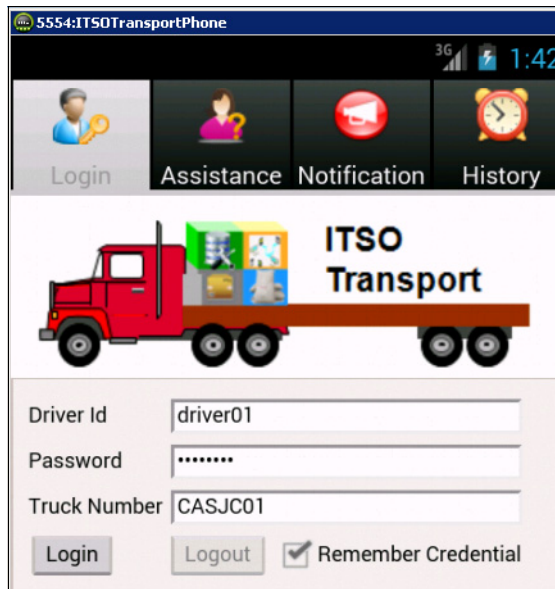 5554:ITSOTransportPhone
3G 1:42
Login Assistance Notification History
ITSO
Transport
Driver Id driver01
Password ••••••••
Truck Number CASJC01
Login Logout Remember Credential